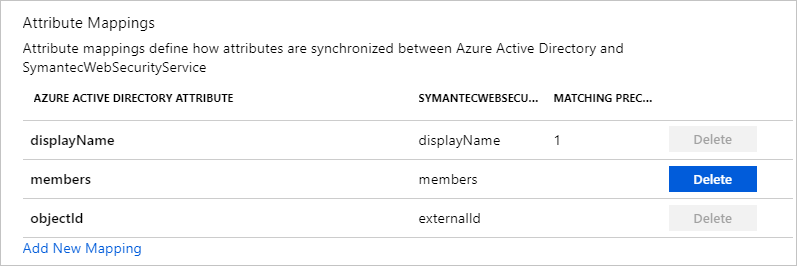 Attribute Mappings
Attribute mappings define how attributes are synchronized between Azure Active Directory and
SymantecWebSecurityService
AZURE ACTIVE DIRECTORY ATTRIBUTE SYMANTECWEBSECU... MATCHING PREC...
displayName displayName 1 Delete
members members Delete
objectId externalId Delete
Add New Mapping